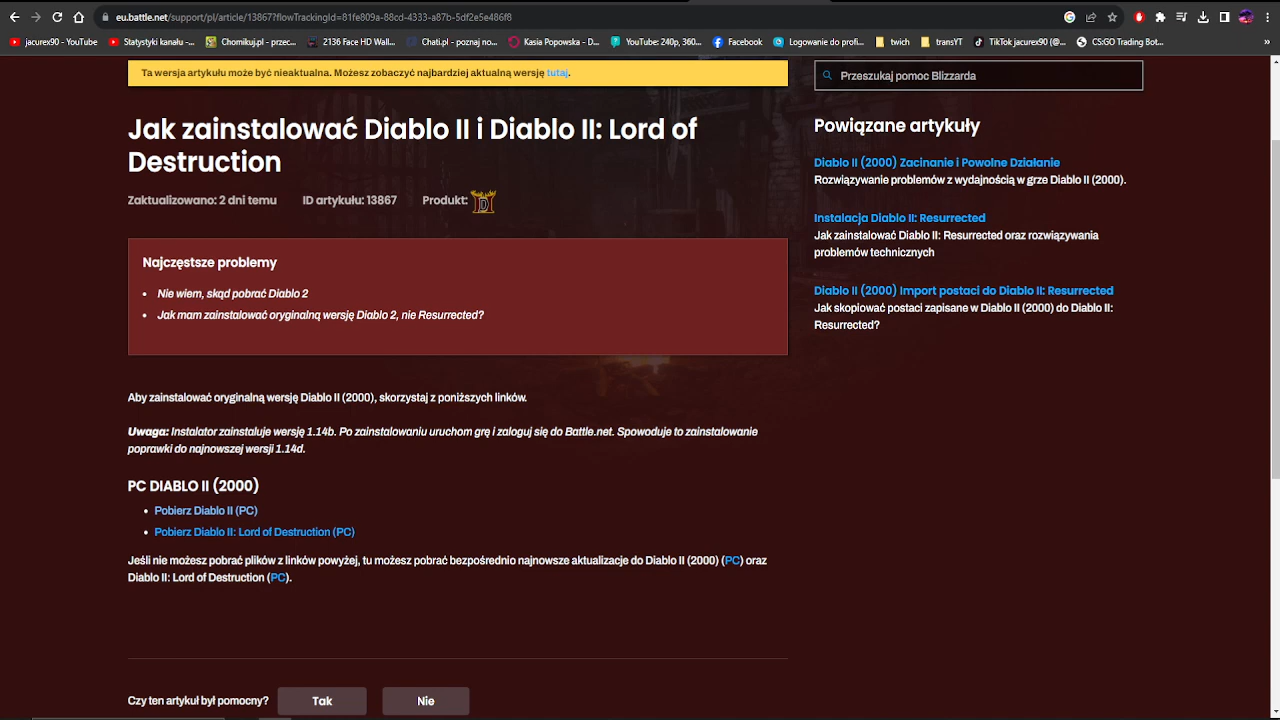 eu.battle.net/support/pl/article/13867?flowTrackingId=81fe809a-88cd-4333-a87b-5df2e5e486f8
jacurex90 - YouTube
Statystyki kanału -...
Chomikuj.pl - przec...
2136 Face HD Wall...
Chati.pl - poznaj no...
Kasia Popowska - D...
YouTube: 240p, 360...
Facebook
Logowanie do profi...
twich
transYT
TikTok jacurex90 (@...
CS:GO Trading Bot...
»
Ta wersja artykułu może być nieaktualna. Możesz zobaczyć najbardziej aktualną wersję tutaj.
Jak zainstalować Diablo II i Diablo II: Lord of
Destruction
Zaktualizowano: 2 dni temu
ID artykułu: 13867
Produkt:
Najczęstsze problemy
• Nie wiem, skąd pobrać Diablo 2
• Jak mam zainstalować oryginalną wersję Diablo 2, nie Resurrected?
Aby zainstalować oryginalną wersję Diablo II (2000), skorzystaj z poniższych linków.
Uwaga: Instalator zainstaluje wersję 1.14b. Po zainstalowaniu uruchom grę i zaloguj się do Battle.net. Spowoduje to zainstalowanie
poprawki do najnowszej wersji 1.14d.
PC DIABLO II (2000)
• Pobierz Diablo II (PC)
• Pobierz Diablo II: Lord of Destruction (PC)
Jeśli nie możesz pobrać plików z linków powyżej, tu możesz pobrać bezpośrednio najnowsze aktualizacje do Diablo II (2000) (PC) oraz
Diablo II: Lord of Destruction (PC).
Czy ten artykuł był pomocny?
Tak
Nie
Przeszukaj pomoc Blizzarda
Powiązane artykuły
Diablo II (2000) Zacinanie i Powolne Działanie
Rozwiązywanie problemów z wydajnością w grze Diablo II (2000).
Instalacja Diablo II: Resurrected
Jak zainstalować Diablo II: Resurrected oraz rozwiązywania
problemów technicznych
Diablo II (2000) Import postaci do Diablo II: Resurrected
Jak skopiować postaci zapisane w Diablo II (2000) do Diablo II:
Resurrected?